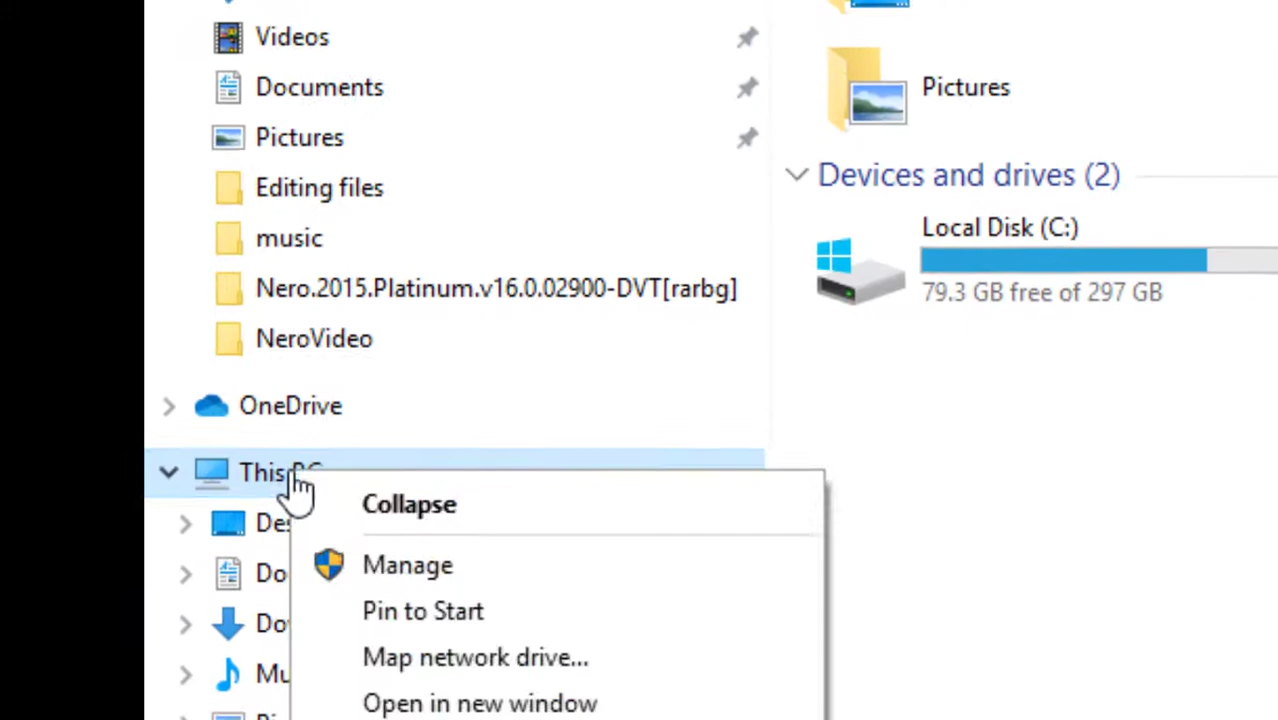 Videos
Documents
Pictures
Editing files
music
Nero.2015.Platinum.v16.0.02900-DVT[rarbg]
NeroVideo
OneDrive
This PC
Collapse
Manage
Pin to Start
Map network drive...
Open in new window
Pictures
Devices and drives (2)
Local Disk (C:)
79.3 GB free of 297 GB